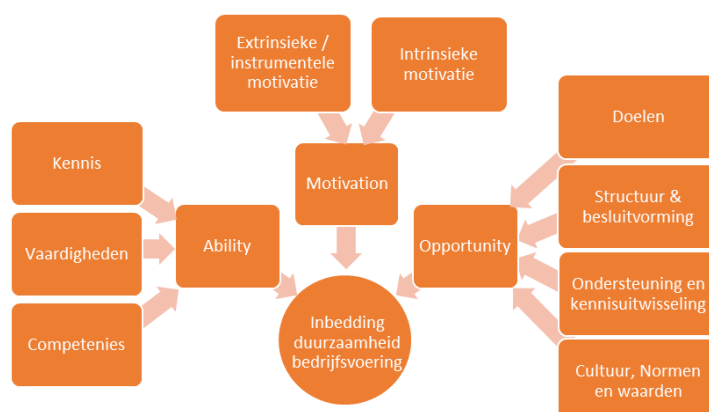 Extrinsieke /
instrumentele
motivatie
Intrinsieke
motivatie
Doelen
Kennis
Motivation
Structuur &
besluitvorming
Vaardigheden
Ability
Opportunity
Ondersteuning en
kennisuitwisseling
Inbedding
duurzaamheid
bedrijfsvoering
Competenies
Cultuur, Normen
en waarden